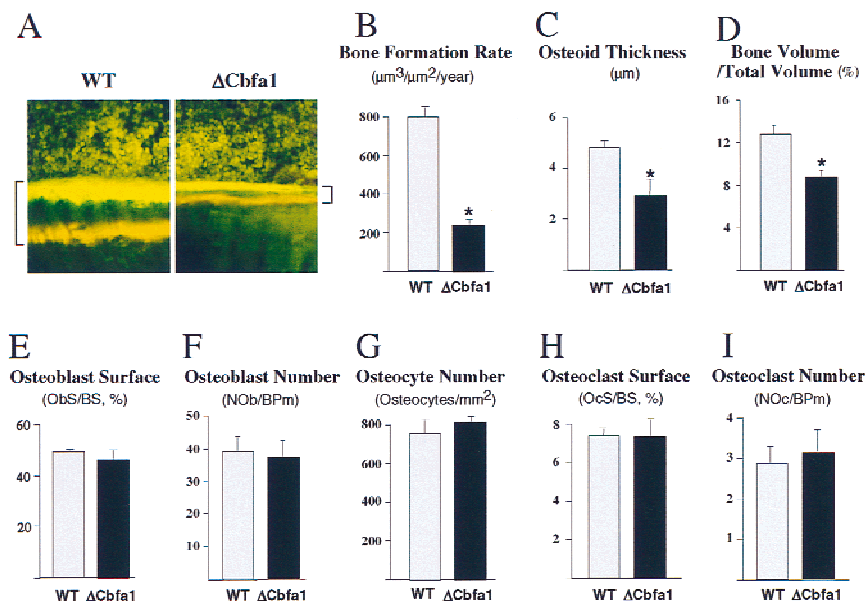 A
WT
ΔCbfa1
B
Bone Formation Rate
(μm³/μm²/year)
800
600
400
200
*
WT ΔCbfa1
C
Osteoid Thickness
(μm)
6
4
2
*
WT ΔCbfa1
D
Bone Volume
/Total Volume (%)
16
12
8
4
*
WT ΔCbfa1
E
Osteoblast Surface
(ObS/BS, %)
60
40
20
WT ΔCbfa1
F
Osteoblast Number
(NOb/BPm)
50
40
30
20
10
WT ΔCbfa1
G
Osteocyte Number
(Osteocytes/mm²)
800
600
400
200
WT ΔCbfa1
H
Osteoclast Surface
(OcS/BS, %)
8
6
4
2
WT ΔCbfa1
I
Osteoclast Number
(NOc/BPm)
4
3
2
1
WT ΔCbfa1